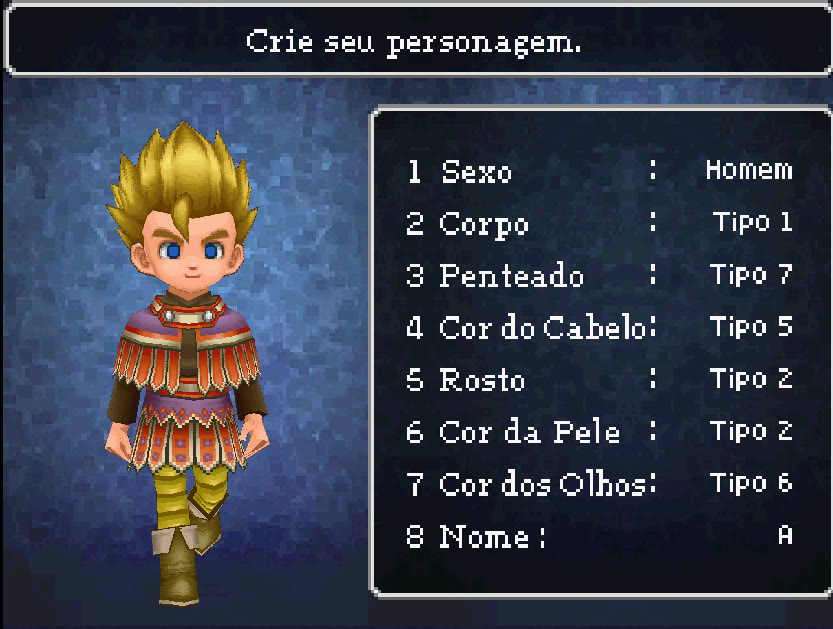 Crie seu personagem.
1 Sexo : Homem
2 Corpo : Tipo 1
3 Penteado : Tipo 7
4 Cor do Cabelo: Tipo 5
5 Rosto : Tipo 2
6 Cor da Pele : Tipo 2
7 Cor dos Olhos: Tipo 6
8 Nome : A